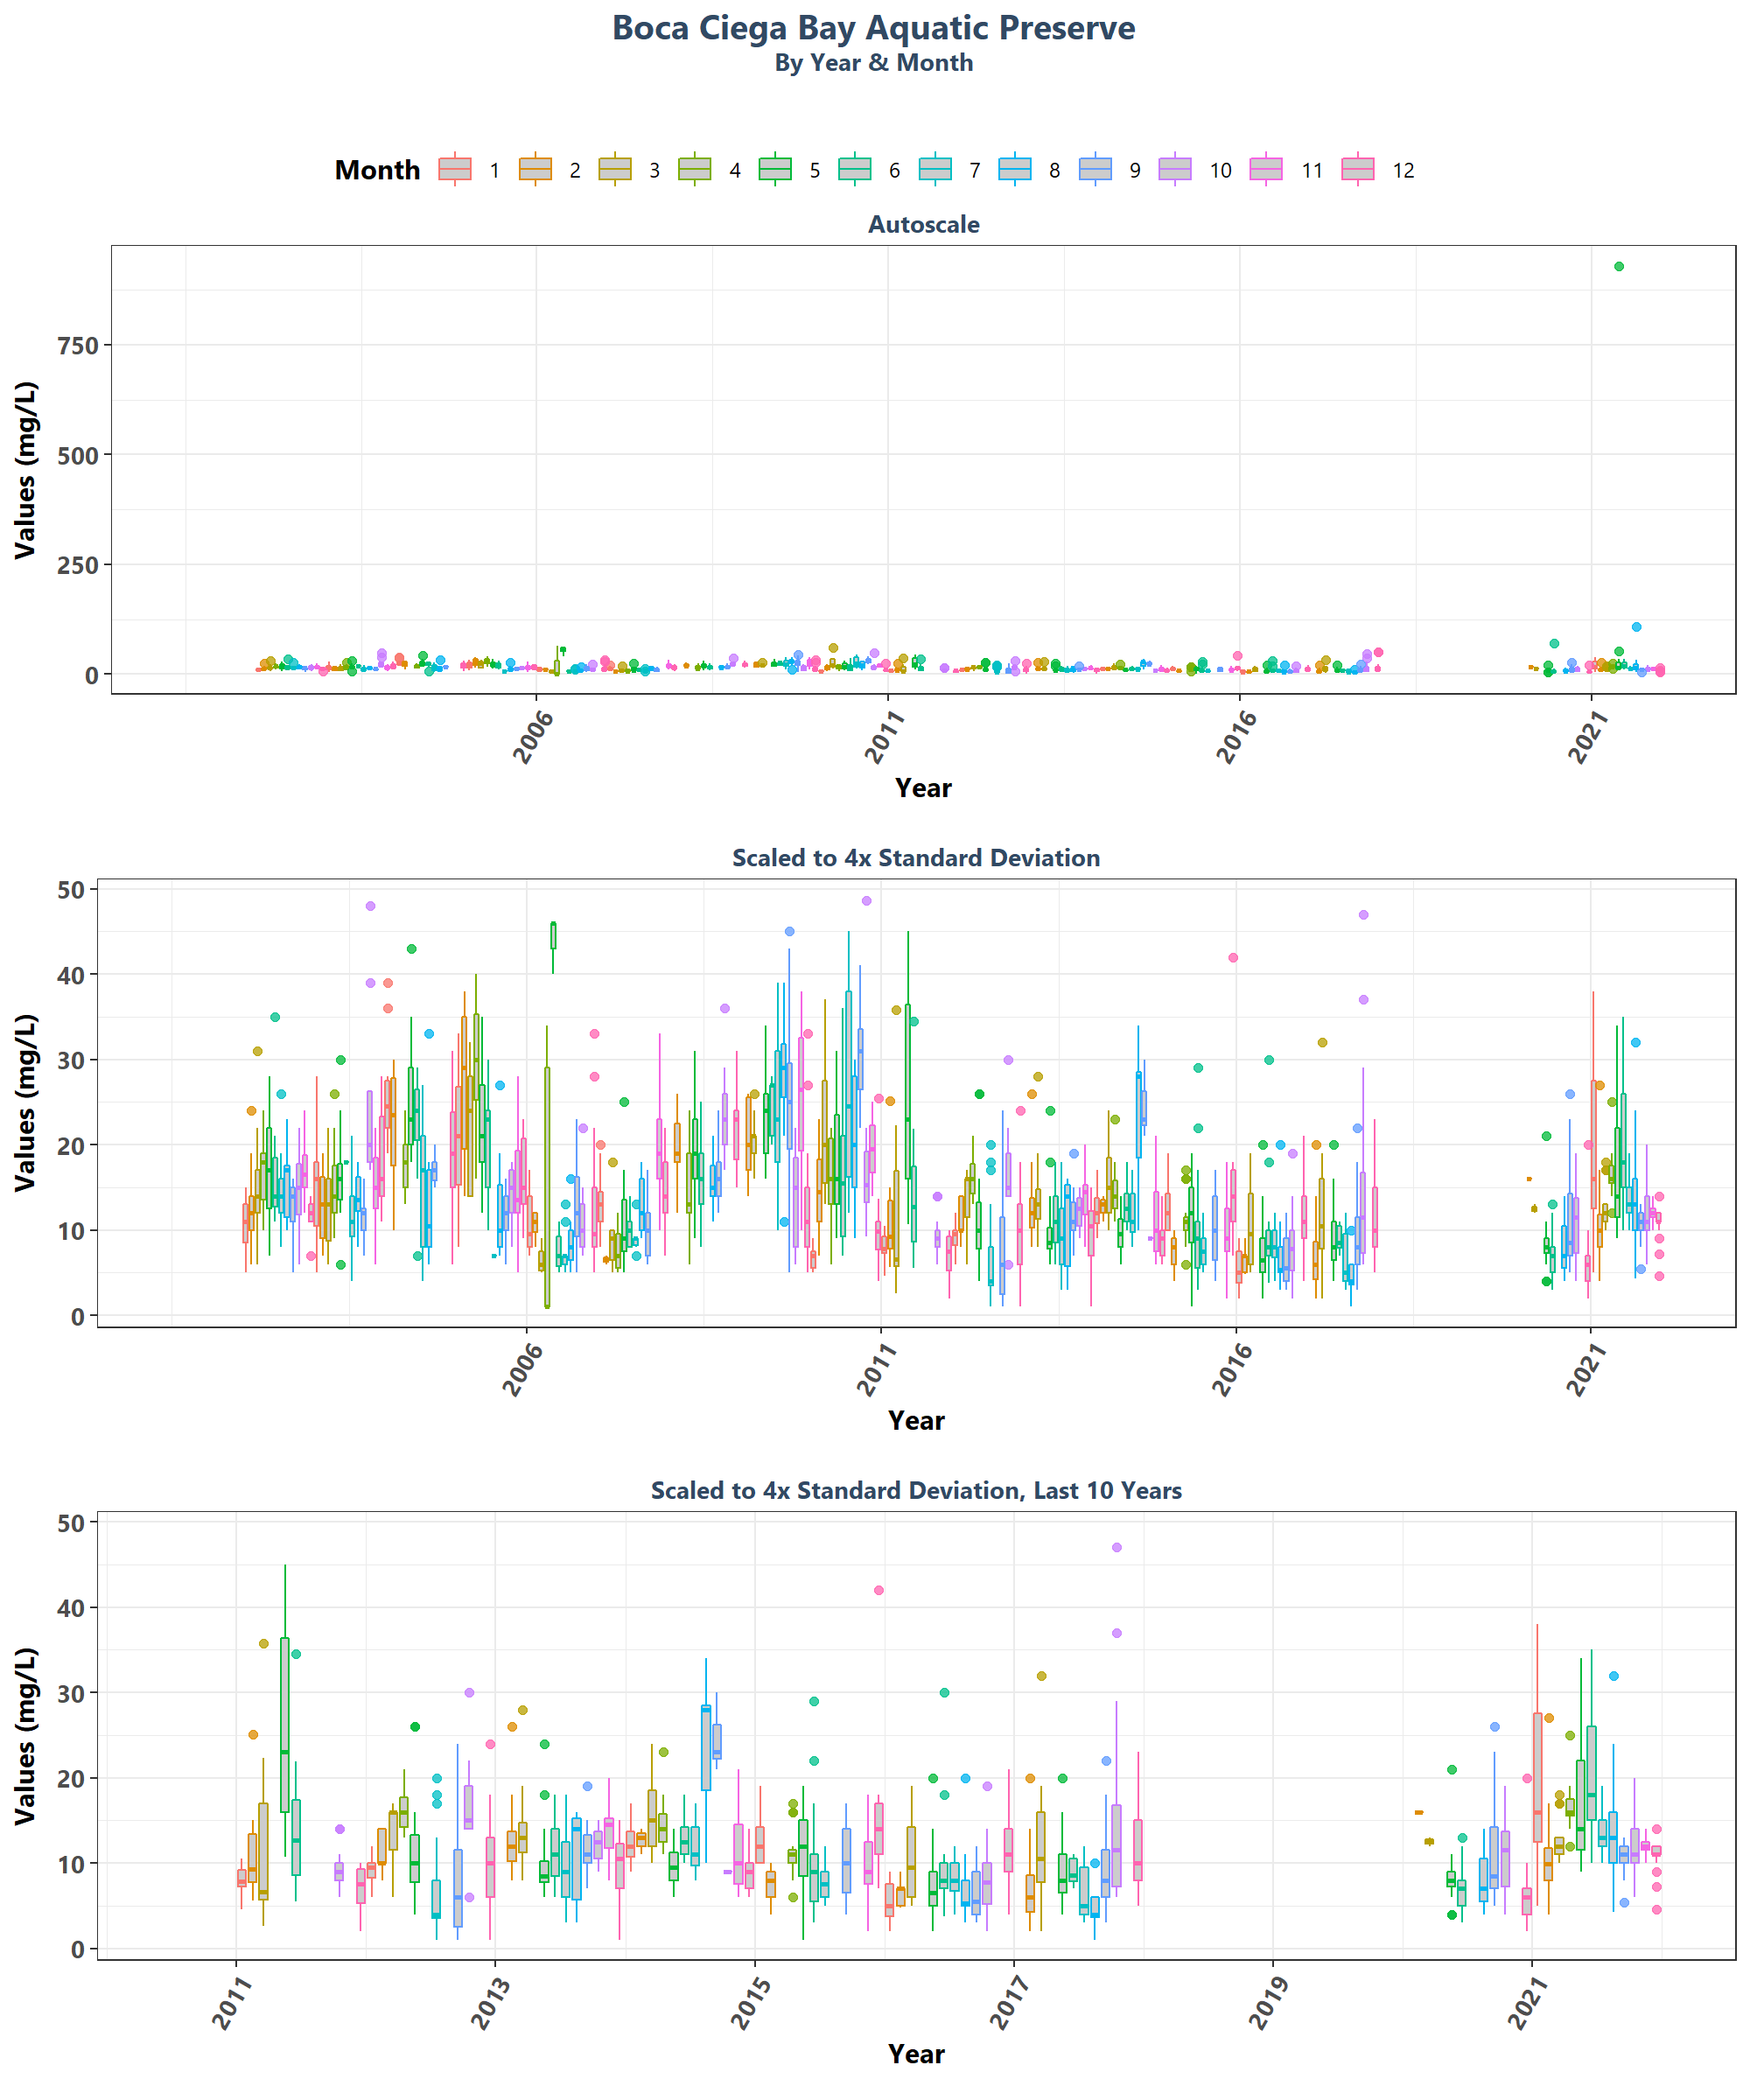 Boca Ciega Bay Aquatic Preserve
By Year & Month
Month 1 2 3 4 5 6 7 8 9 10 11 12
Autoscale
Values (mg/L)
750
500
250
0
2006 2011 2016 2021
Year
Scaled to 4x Standard Deviation
Values (mg/L)
50
40
30
20
10
0
2006 2011 2016 2021
Year
Scaled to 4x Standard Deviation, Last 10 Years
Values (mg/L)
50
40
30
20
10
0
2011 2013 2015 2017 2019 2021
Year